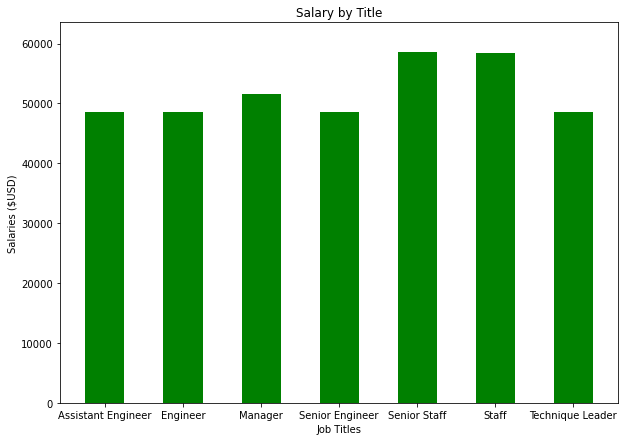 Salary by Title
60000
50000
40000
30000
20000
10000
0
Salaries ($USD)
Assistant Engineer Engineer Manager Senior Engineer Senior Staff Staff Technique Leader
Job Titles